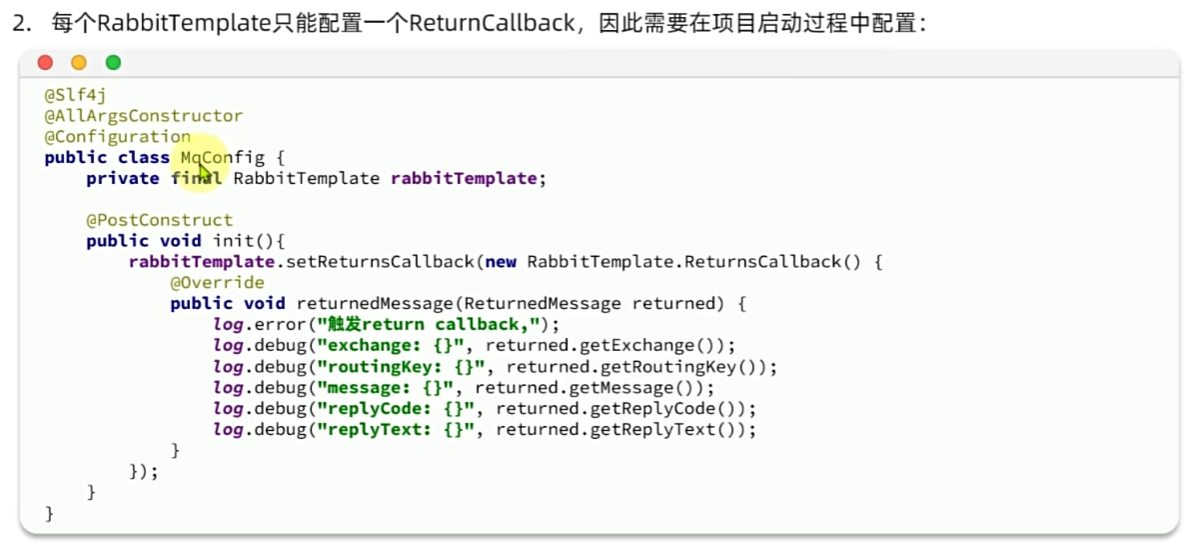 2. 每个RabbitTemplate只能配置一个ReturnCallback，因此需要在项目启动过程中配置：
@Slf4j
@AllArgsConstructor
@Configuration
public class MqConfig {
    private final RabbitTemplate rabbitTemplate;

    @PostConstruct
    public void init(){
        rabbitTemplate.setReturnsCallback(new RabbitTemplate.ReturnsCallback() {
            @Override
            public void returnedMessage(ReturnedMessage returned) {
                log.error("触发return callback,");
                log.debug("exchange: {}", returned.getExchange());
                log.debug("routingKey: {}", returned.getRoutingKey());
                log.debug("message: {}", returned.getMessage());
                log.debug("replyCode: {}", returned.getReplyCode());
                log.debug("replyText: {}", returned.getReplyText());
            }
        });
    }
}